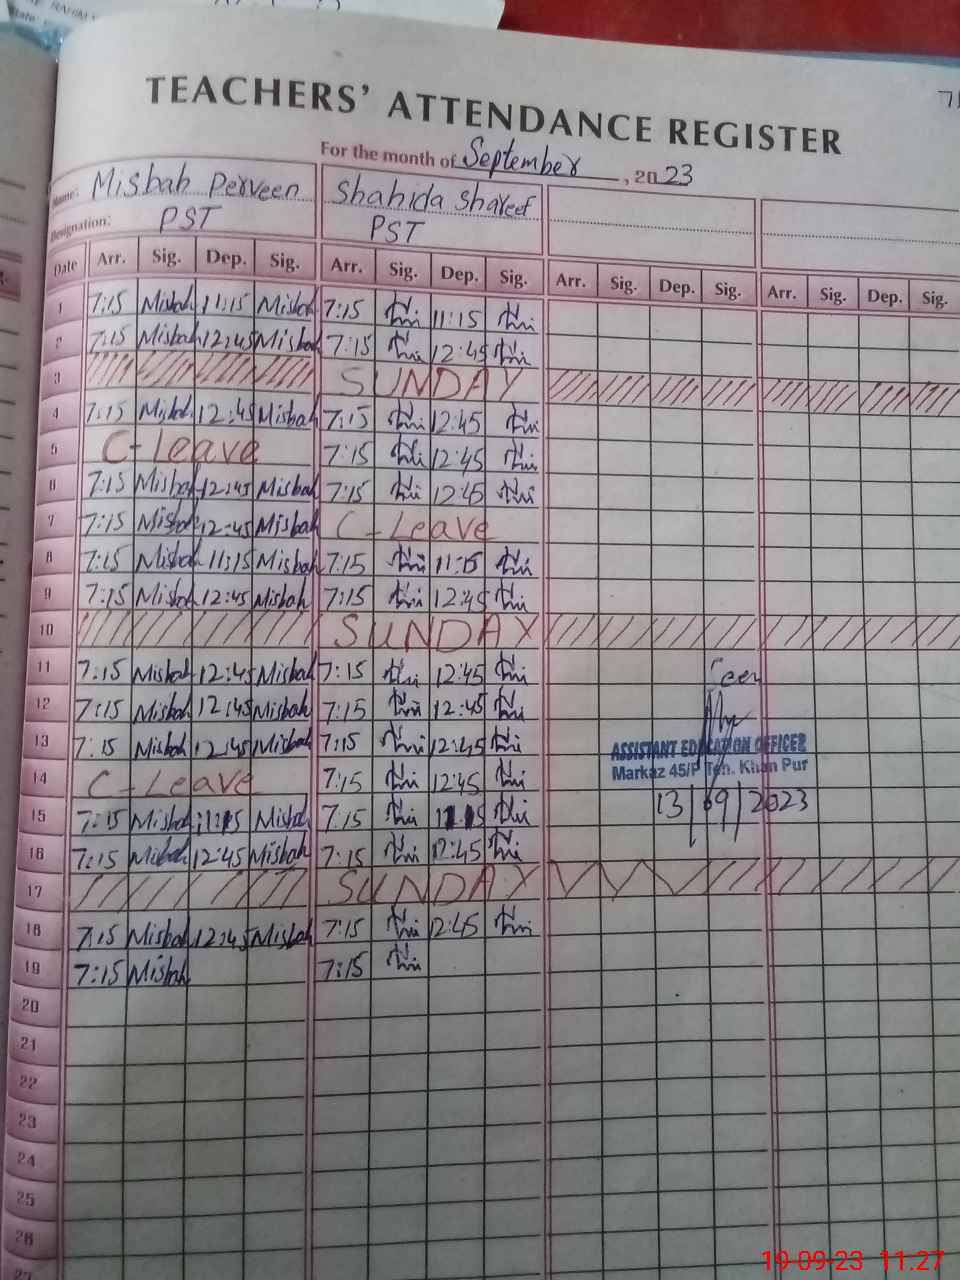 TEACHERS' ATTENDANCE REGISTER
For the month of September, 2023
Name: Misbah Perveen Shahida Shareef
Designation: PST PST
Date Arr. Sig. Dep. Sig. Arr. Sig. Dep. Sig. Arr. Sig. Dep. Sig. Arr. Sig. Dep. Sig.
1 7:15 Misbah 11:15 Misbah 7:15 11:15
2 7:15 Misbah 12:45 Misbah 7:15 12:45
3 SUNDAY
4 7:15 Misbah 12:45 Misbah 7:15 12:45
5 C-Leave 7:15 12:45
6 7:15 Misbah 12:45 Misbah 7:15 12:45
7 7:15 Misbah 12:45 Misbah C-Leave
8 7:15 Misbah 11:15 Misbah 7:15 11:15
9 7:15 Misbah 12:45 Misbah 7:15 12:45
10 SUNDAY
11 7:15 Misbah 12:45 Misbah 7:15 12:45
Seen
12 7:15 Misbah 12:45 Misbah 7:15 12:45
13 7:15 Misbah 12:45 Misbah 7:15 12:45
ASSISTANT EDUCATION OFFICER
Markaz 45/P Teh. Khan Pur
14 C-Leave 7:15 12:45
13/09/2023
15 7:15 Misbah 11:15 Misbah 7:15 11:15
16 7:15 Misbah 12:45 Misbah 7:15 12:45
17 SUNDAY
18 7:15 Misbah 12:45 Misbah 7:15 12:45
19 7:15 Misbah 7:15
20
21
22
23
24
25
26
27
19-09-23 11.27